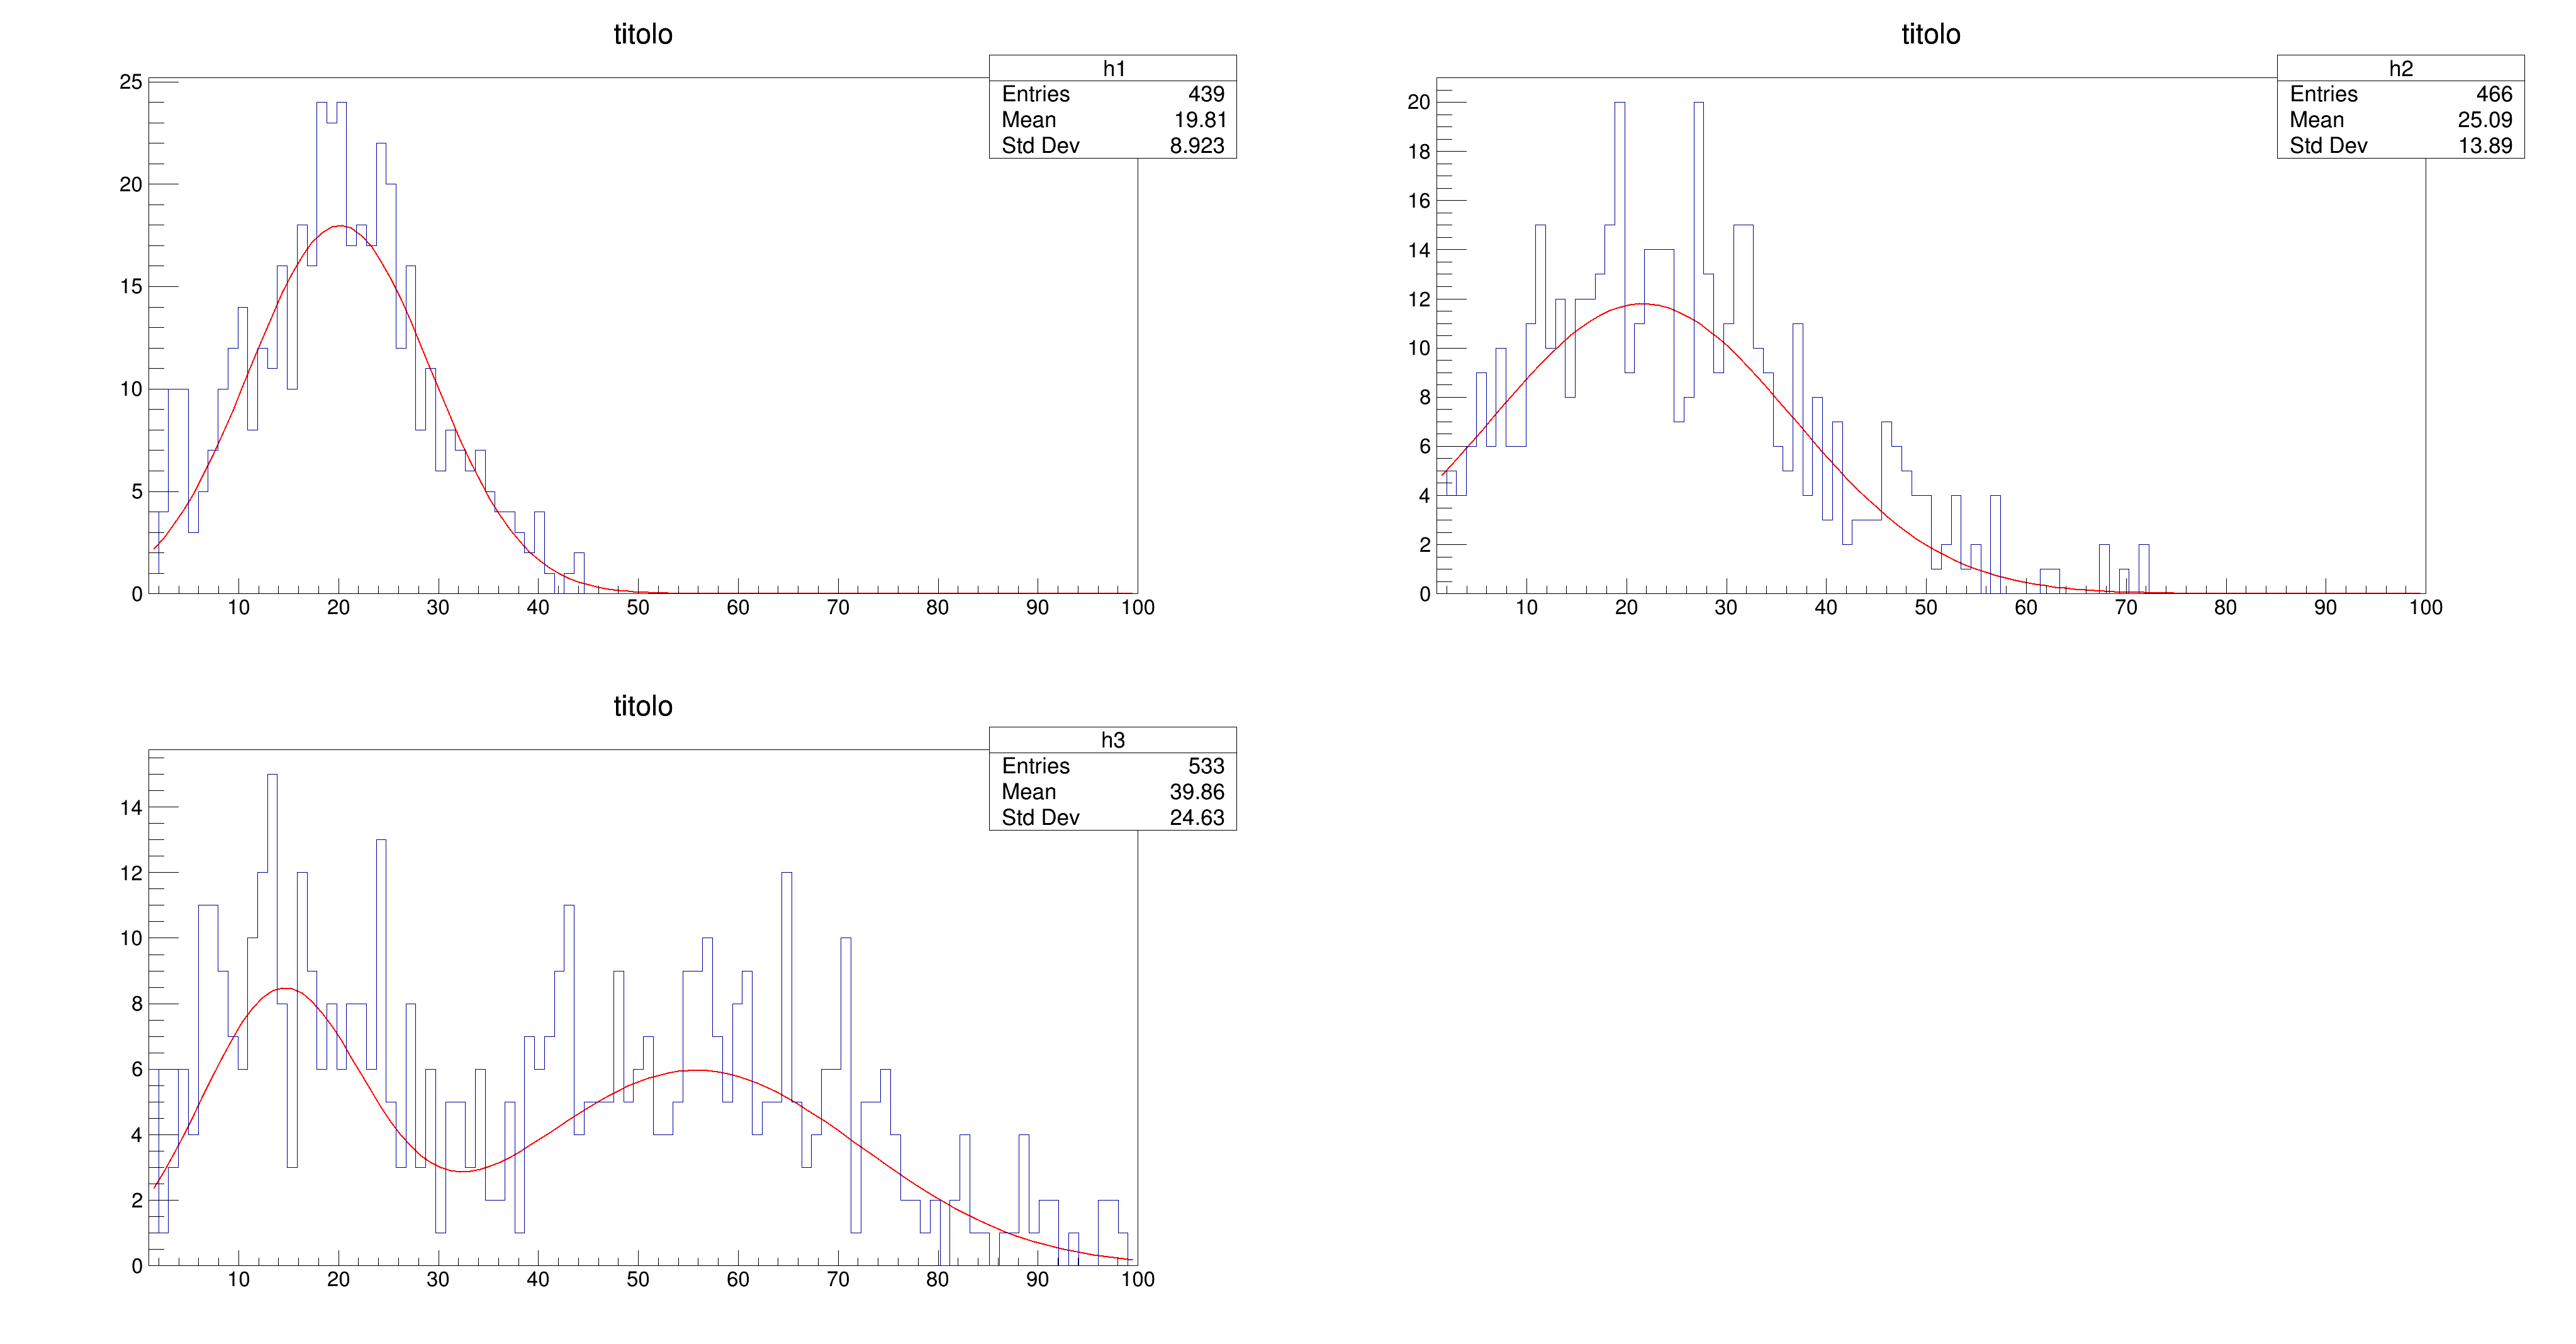 titolo
h1
Entries 439
Mean 19.81
Std Dev 8.923
25
20
15
10
5
0
10 20 30 40 50 60 70 80 90 100
titolo
h2
Entries 466
Mean 25.09
Std Dev 13.89
20
18
16
14
12
10
8
6
4
2
0
10 20 30 40 50 60 70 80 90 100
titolo
h3
Entries 533
Mean 39.86
Std Dev 24.63
14
12
10
8
6
4
2
0
10 20 30 40 50 60 70 80 90 100